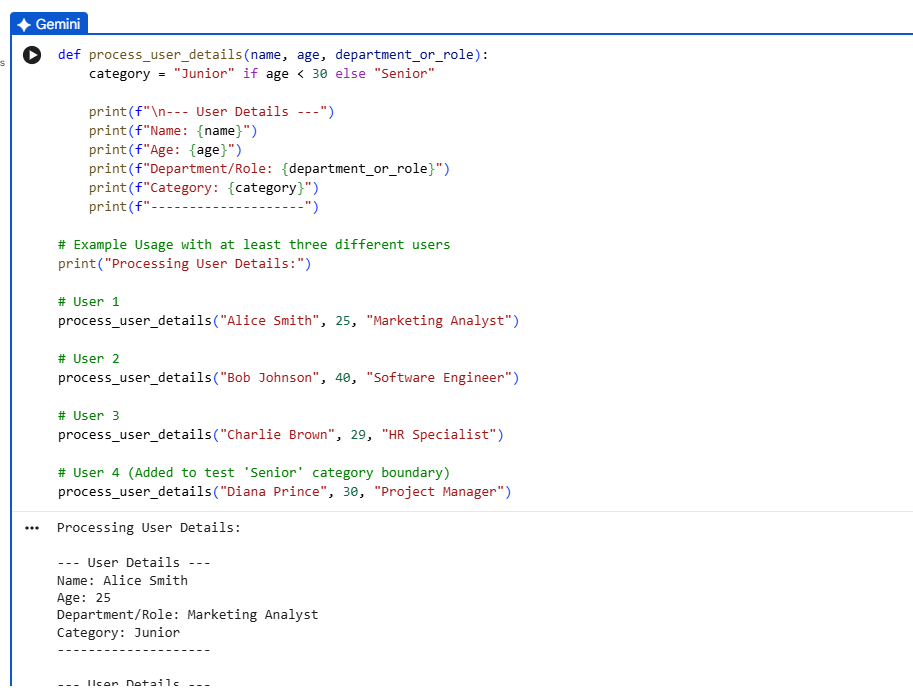 Gemini
s
def process_user_details(name, age, department_or_role):
    category = "Junior" if age < 30 else "Senior"

    print(f"\n--- User Details ---")
    print(f"Name: {name}")
    print(f"Age: {age}")
    print(f"Department/Role: {department_or_role}")
    print(f"Category: {category}")
    print(f"--------------------")

# Example Usage with at least three different users
print("Processing User Details:")

# User 1
process_user_details("Alice Smith", 25, "Marketing Analyst")

# User 2
process_user_details("Bob Johnson", 40, "Software Engineer")

# User 3
process_user_details("Charlie Brown", 29, "HR Specialist")

# User 4 (Added to test 'Senior' category boundary)
process_user_details("Diana Prince", 30, "Project Manager")

Processing User Details:

--- User Details ---
Name: Alice Smith
Age: 25
Department/Role: Marketing Analyst
Category: Junior
--------------------

--- User Details ---